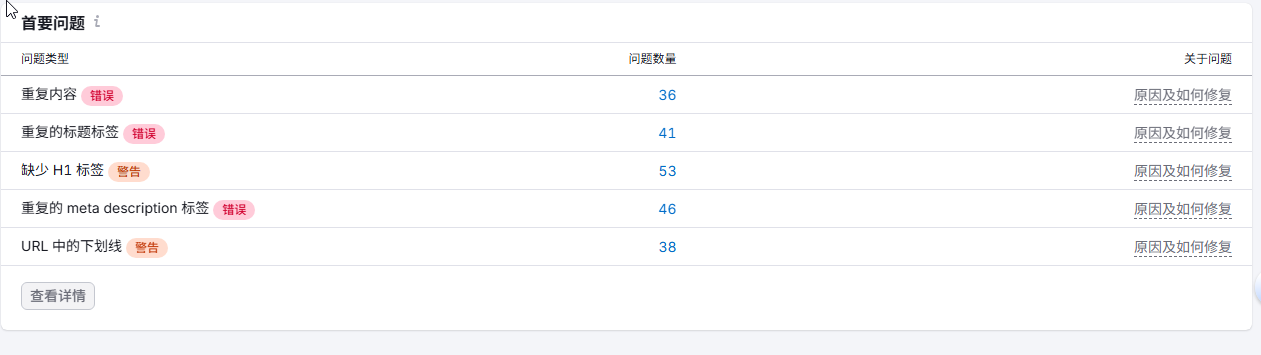 首要问题 i
问题类型 问题数量 关于问题
重复内容 错误 36 原因及如何修复
重复的标题标签 错误 41 原因及如何修复
缺少 H1 标签 警告 53 原因及如何修复
重复的 meta description 标签 错误 46 原因及如何修复
URL 中的下划线 警告 38 原因及如何修复
查看详情